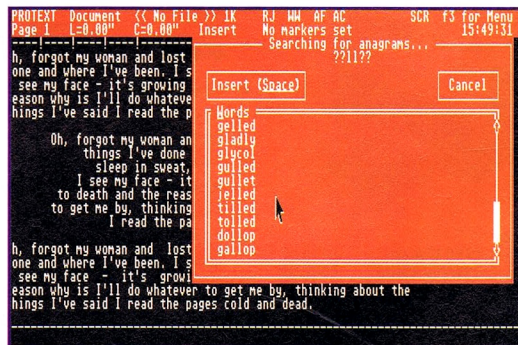 PROTEXT Document << No File >> 1K RJ WW AF AC SCR f3 for Menu
Page 1 L=0.00" C=0.00" Insert No markers set 15:49:31
Searching for anagrams...
??ll??
Insert (Space) Cancel
Words
gelled
gladly
glycol
gulled
gullet
jelled
tilled
tolled
dollop
gallop
h, forgot my woman and lost
one and where I've been. I s
see my face - it's growing
eason why is I'll do whateve
hings I've said I read the p
Oh, forgot my woman an
things I've done
sleep in sweat,
I see my face - it
to death and the reas
to get me by, thinking
I read the pa
h, forgot my woman and lost
one and where I've been. I s
see my face - it's growi
eason why is I'll do whatever to get me by, thinking about the
hings I've said I read the pages cold and dead.